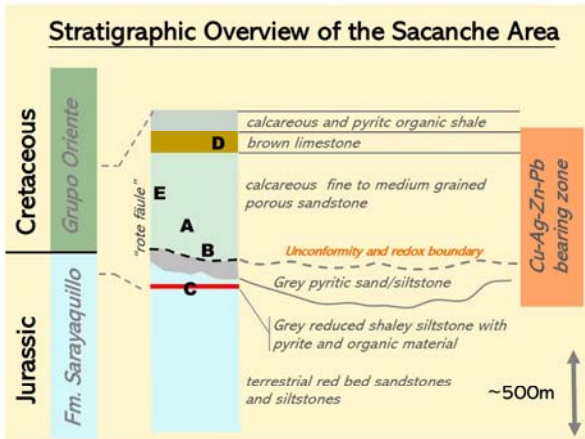 Stratigraphic Overview of the Sacanche Area
Cretaceous
Grupo Oriente
Jurassic
Fm. Sarayaquillo
"rote fäule"
D
E
A
B
C
calcareous and pyritc organic shale
brown limestone
calcareous fine to medium grained
porous sandstone
Unconformity and redox boundary
Grey pyritic sand/siltstone
Grey reduced shaley siltstone with
pyrite and organic material
terrestrial red bed sandstones
and siltstones
Cu-Ag-Zn-Pb
bearing zone
~500m